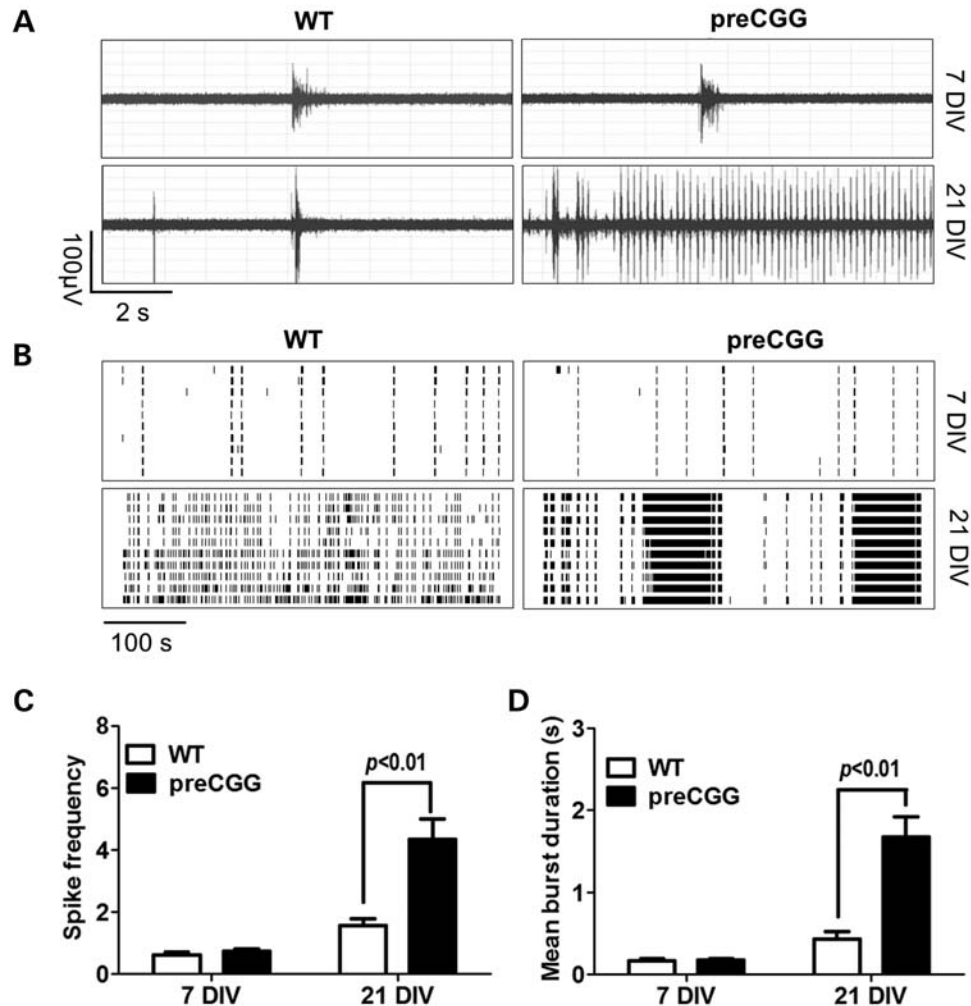 A
WT
preCGG
7 DIV
21 DIV
100μV
2 s
B
WT
preCGG
7 DIV
21 DIV
100 s
C
Spike frequency
8
6
4
2
0
WT
preCGG
p<0.01
7 DIV
21 DIV
D
Mean burst duration (s)
3
2
1
0
WT
preCGG
p<0.01
7 DIV
21 DIV